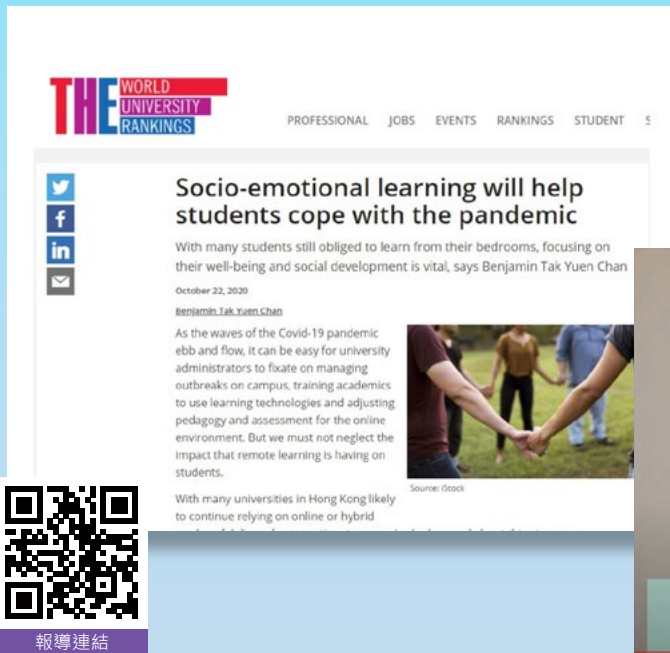 THE WORLD
UNIVERSITY
RANKINGS
PROFESSIONAL JOBS EVENTS RANKINGS STUDENT
Socio-emotional learning will help
students cope with the pandemic
With many students still obliged to learn from their bedrooms, focusing on
their well-being and social development is vital, says Benjamin Tak Yuen Chan
October 22, 2020
Benjamin Tak Yuen Chan
As the waves of the Covid-19 pandemic
ebb and flow, it can be easy for university
administrators to fixate on managing
outbreaks on campus, training academics
to use learning technologies and adjusting
pedagogy and assessment for the online
environment. But we must not neglect the
impact that remote learning is having on
students.
Source: iStock
With many universities in Hong Kong likely
to continue relying on online or hybrid
報導連結